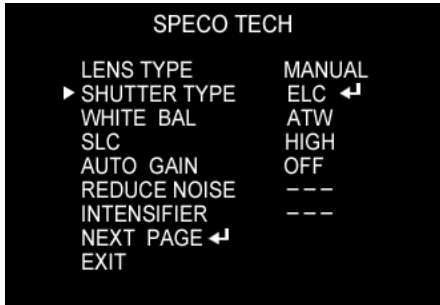 SPECO TECH
LENS TYPE MANUAL
▶ SHUTTER TYPE ELC ↵
WHITE BAL ATW
SLC HIGH
AUTO GAIN OFF
REDUCE NOISE – – –
INTENSIFIER – – –
NEXT PAGE ↵
EXIT